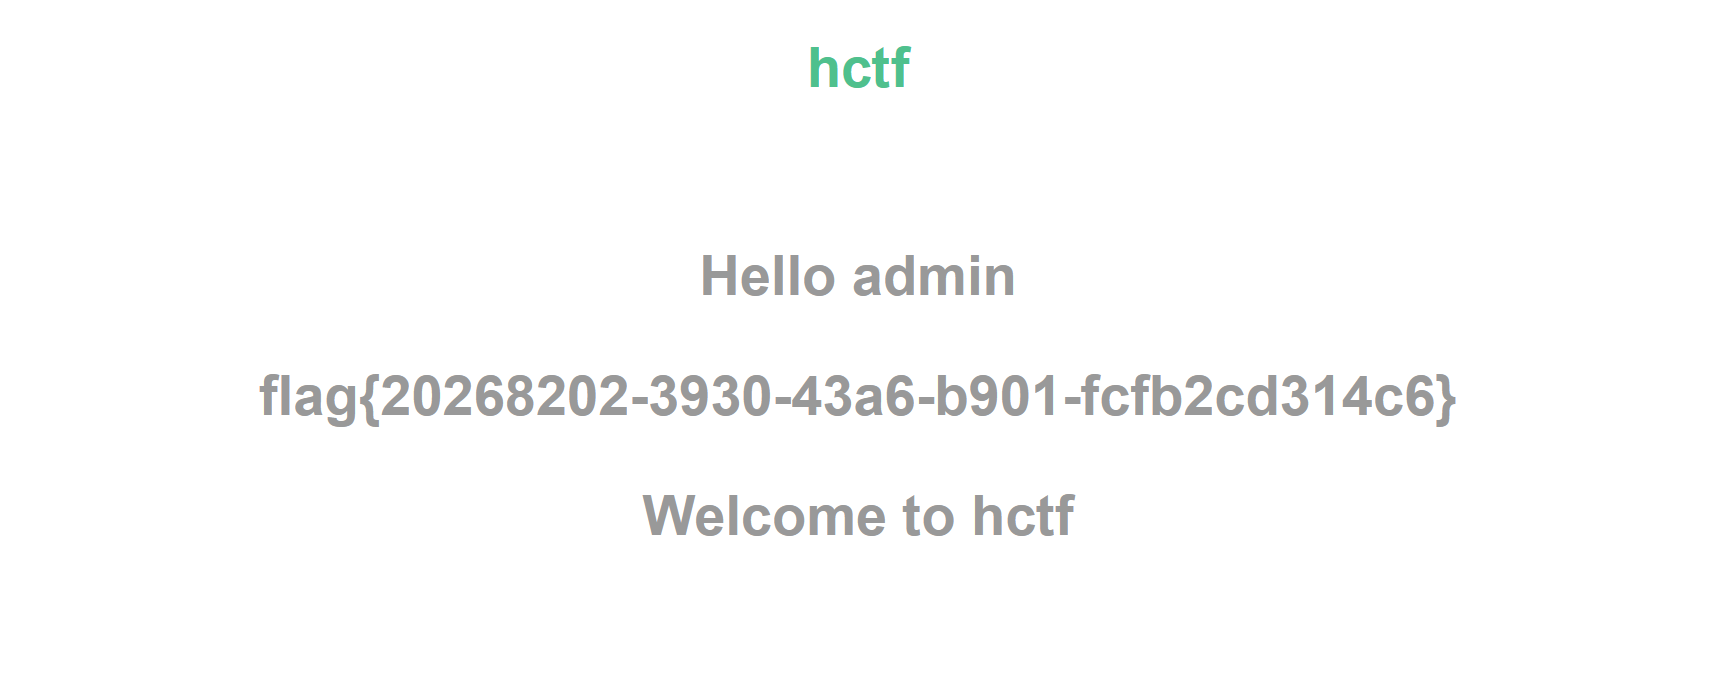 hctf
Hello admin
flag{20268202-3930-43a6-b901-fcfb2cd314c6}
Welcome to hctf